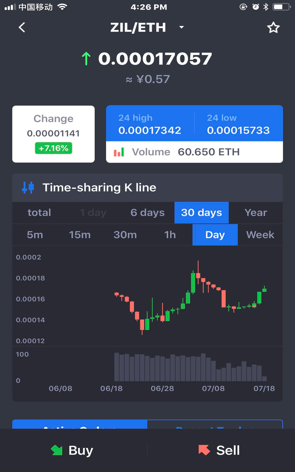 中国移动 4:26 PM
ZIL/ETH
↑ 0.00017057
≈ ¥0.57
Change
0.00001141
+7.16%
24 high 24 low
0.00017342 0.00015733
Volume 60.650 ETH
Time-sharing K line
total 1 day 6 days 30 days Year
5m 15m 30m 1h Day Week
0.0002
0.00018
0.00016
0.00014
0.00012
100
0
06/08 06/18 06/28 07/08 07/18
Buy Sell